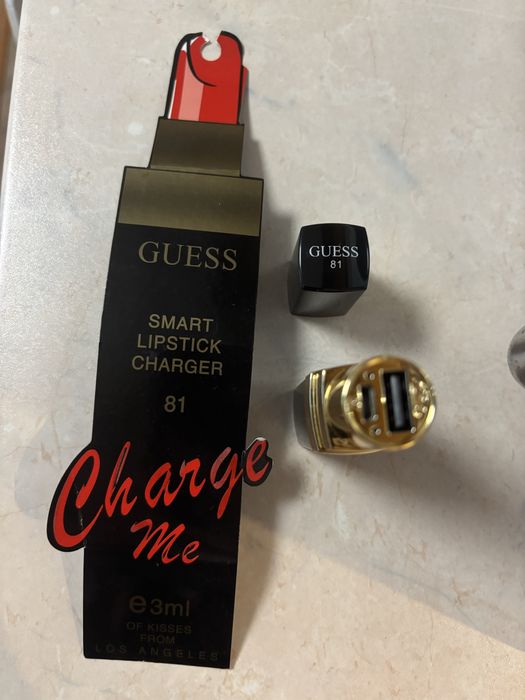 GUESS
SMART
LIPSTICK
CHARGER
81
Charge
Me
e3ml
OF KISSES
FROM
LOS ANGELES
GUESS
81